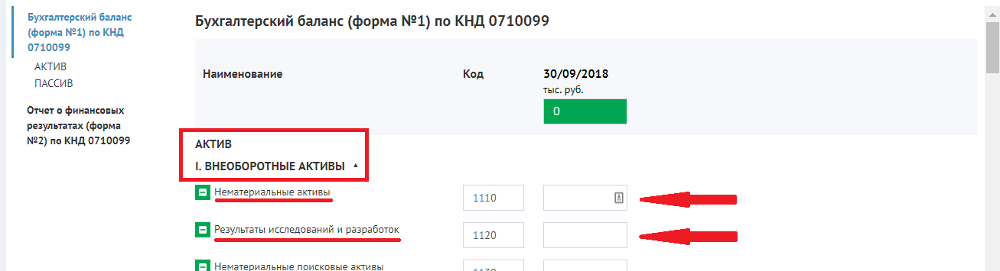 Бухгалтерский баланс
(форма №1) по КНД
0710099
АКТИВ
ПАССИВ
Отчет о финансовых
результатах (форма
№2) по КНД 0710099
Бухгалтерский баланс (форма №1) по КНД 0710099
Наименование Код 30/09/2018
тыс. руб.
0
АКТИВ
I. ВНЕОБОРОТНЫЕ АКТИВЫ
Нематериальные активы 1110
Результаты исследований и разработок 1120
Нематериальные поисковые активы 1130